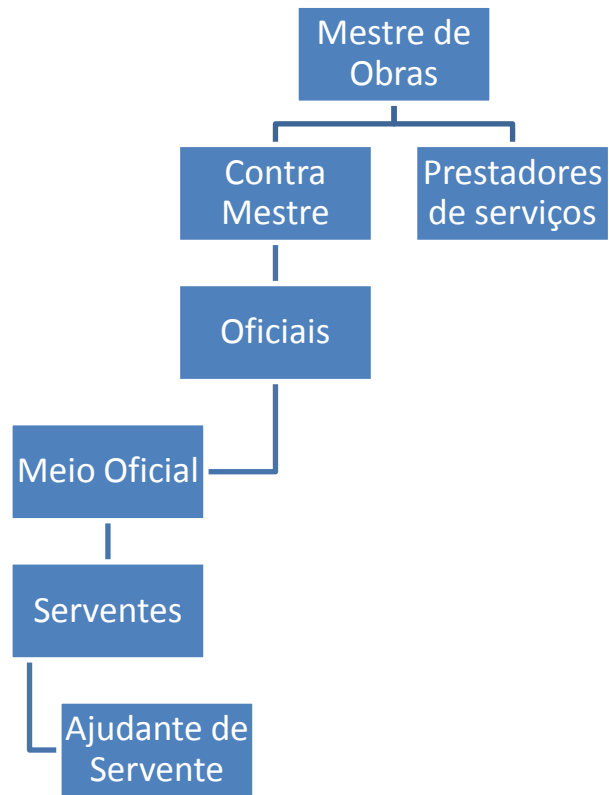 Mestre de
Obras
Contra
Mestre
Prestadores
de serviços
Oficiais
Meio Oficial
Serventes
Ajudante de
Servente